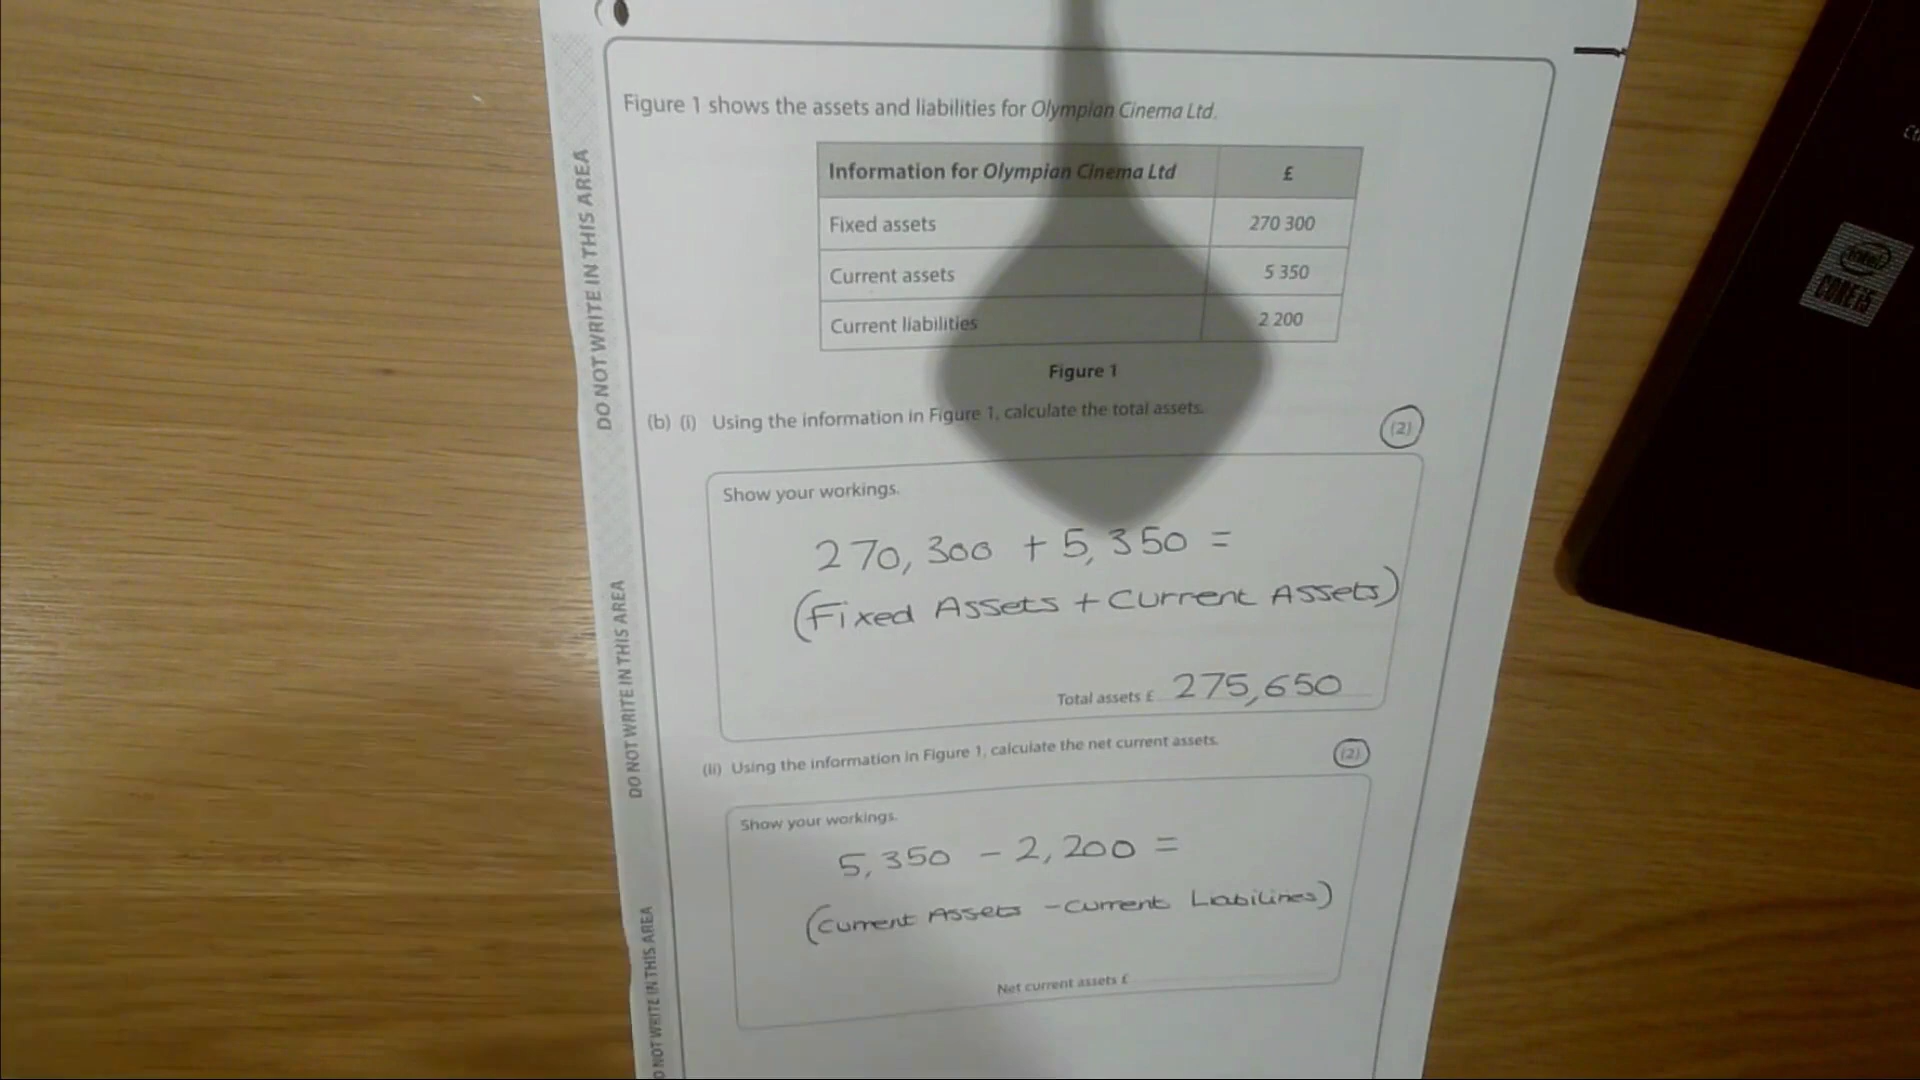 Figure 1 shows the assets and liabilities for Olympian Cinema Ltd.
Information for Olympian Cinema Ltd £
Fixed assets 270 300
Current assets 5 350
Current liabilities 2 200
Figure 1
(b) (i) Using the information in Figure 1, calculate the total assets.
(2)
Show your workings.
270,300 + 5,350 =
(Fixed Assets + Current Assets)
Total assets £ 275,650
(ii) Using the information in Figure 1, calculate the net current assets.
(2)
Show your workings.
5,350 - 2,200 =
(Current Assets - Current Liabilities)
Net current assets £
DO NOT WRITE IN THIS AREA
DO NOT WRITE IN THIS AREA
DO NOT WRITE IN THIS AREA
intel
CORE i5